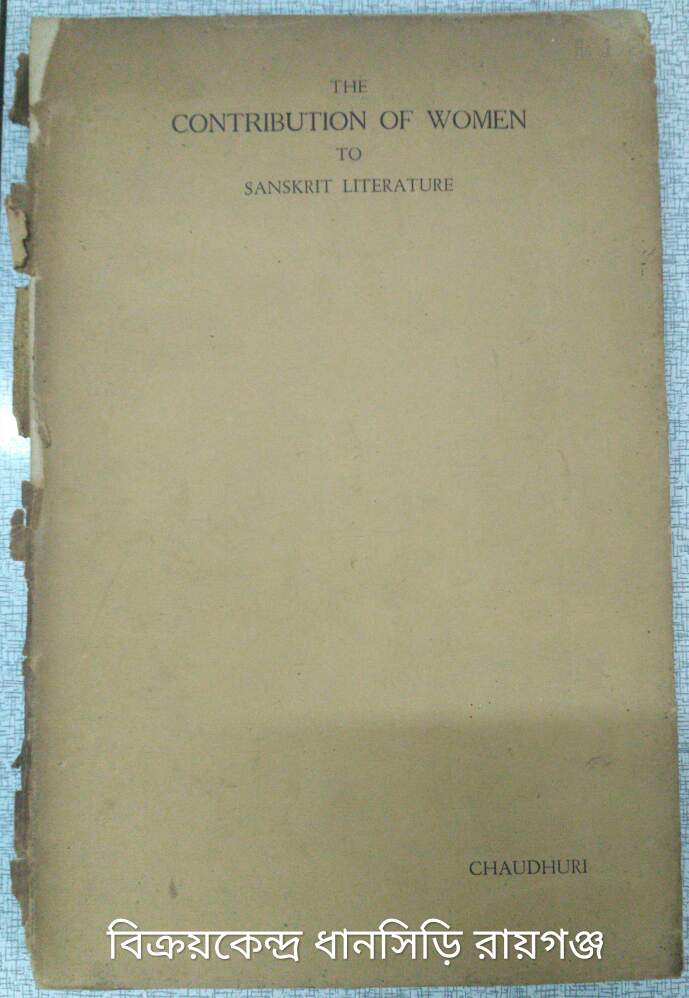 THE
CONTRIBUTION OF WOMEN
TO
SANSKRIT LITERATURE
CHAUDHURI
বিক্রয়কেন্দ্র ধানসিড়ি রায়গঞ্জ